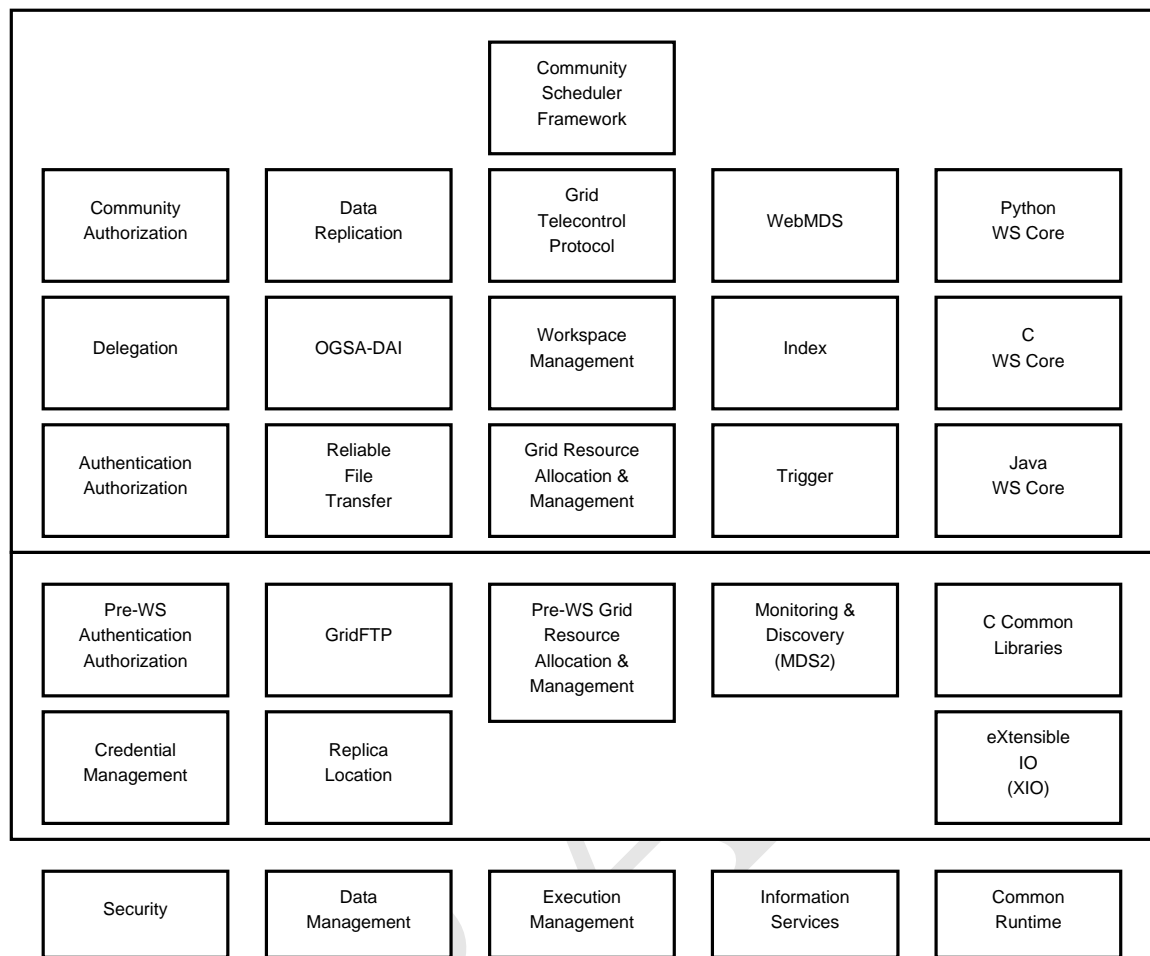 Community
Scheduler
Framework
Community
Authorization
Data
Replication
Grid
Telecontrol
Protocol
WebMDS
Python
WS Core
Delegation
OGSA-DAI
Workspace
Management
Index
C
WS Core
Authentication
Authorization
Reliable
File
Transfer
Grid Resource
Allocation &
Management
Trigger
Java
WS Core
Pre-WS
Authentication
Authorization
GridFTP
Pre-WS Grid
Resource
Allocation &
Management
Monitoring &
Discovery
(MDS2)
C Common
Libraries
Credential
Management
Replica
Location
eXtensible
IO
(XIO)
Security
Data
Management
Execution
Management
Information
Services
Common
Runtime